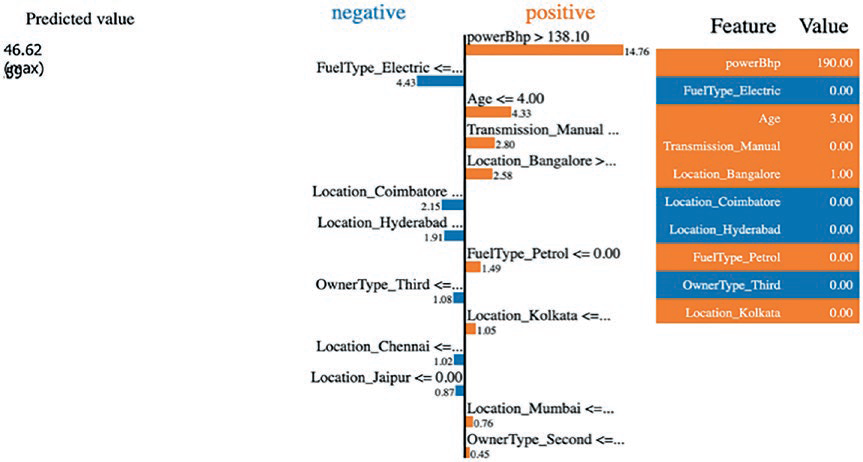 Predicted value
46.62
(max)
negative
positive
powerBhp > 138.10
14.76
FuelType_Electric <=...
4.43
Age <= 4.00
4.33
Transmission_Manual ...
2.80
Location_Bangalore >...
2.58
Location_Coimbatore ...
2.15
Location_Hyderabad ...
1.91
FuelType_Petrol <= 0.00
1.49
OwnerType_Third <=...
1.08
Location_Kolkata <=...
1.05
Location_Chennai <=...
1.02
Location_Jaipur <= 0.00
0.87
Location_Mumbai <=...
0.76
OwnerType_Second <=...
0.45
Feature Value
powerBhp 190.00
FuelType_Electric 0.00
Age 3.00
Transmission_Manual 0.00
Location_Bangalore 1.00
Location_Coimbatore 0.00
Location_Hyderabad 0.00
FuelType_Petrol 0.00
OwnerType_Third 0.00
Location_Kolkata 0.00